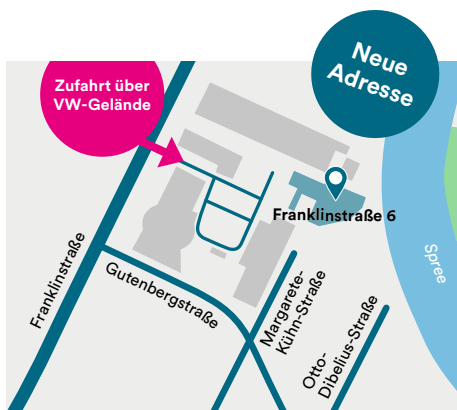 Neue
Adresse
Zufahrt über
VW-Gelände
Franklinstraße 6
Franklinstraße
Gutenbergstraße
Margarete-
Kühn-Straße
Otto-
Dibelius-Straße
Spree